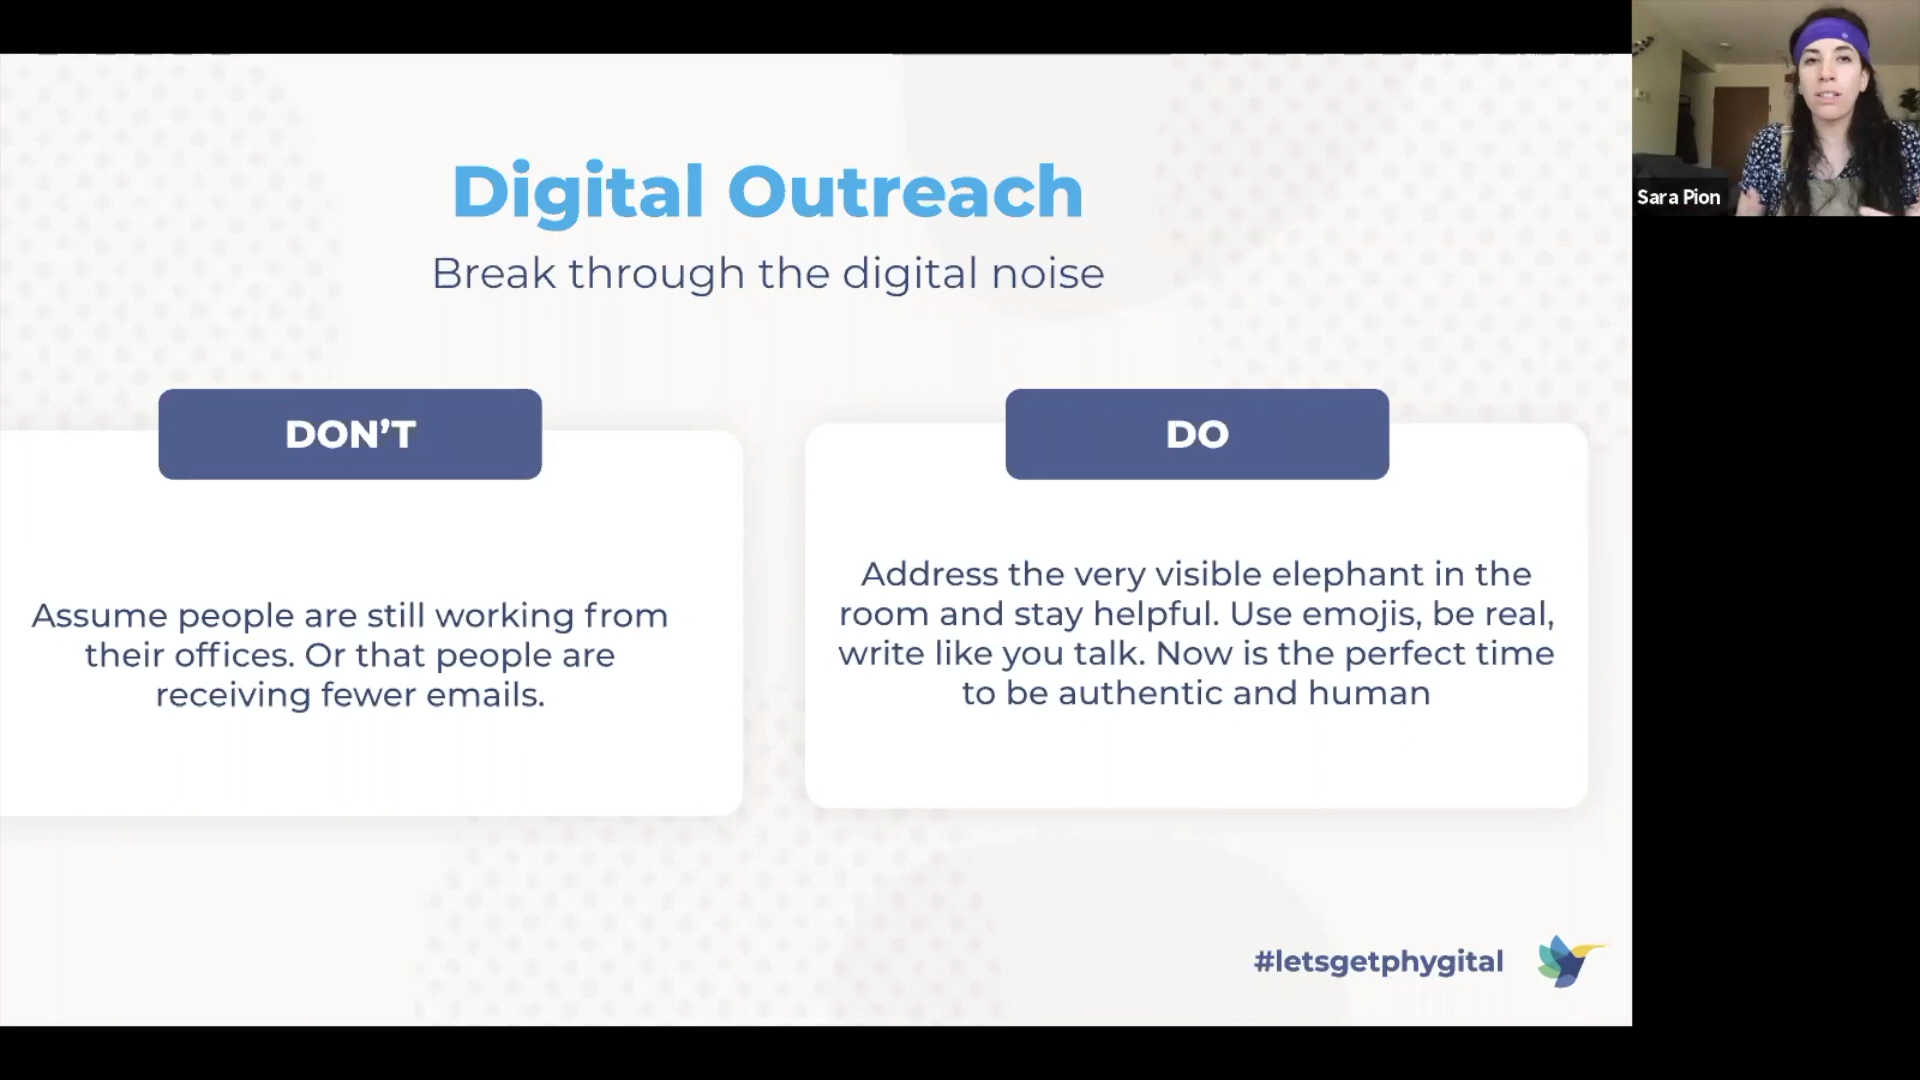 Digital Outreach
Break through the digital noise
DON'T
Assume people are still working from
their offices. Or that people are
receiving fewer emails.
DO
Address the very visible elephant in the
room and stay helpful. Use emojis, be real,
write like you talk. Now is the perfect time
to be authentic and human
#letsgetphygital
Sara Pion